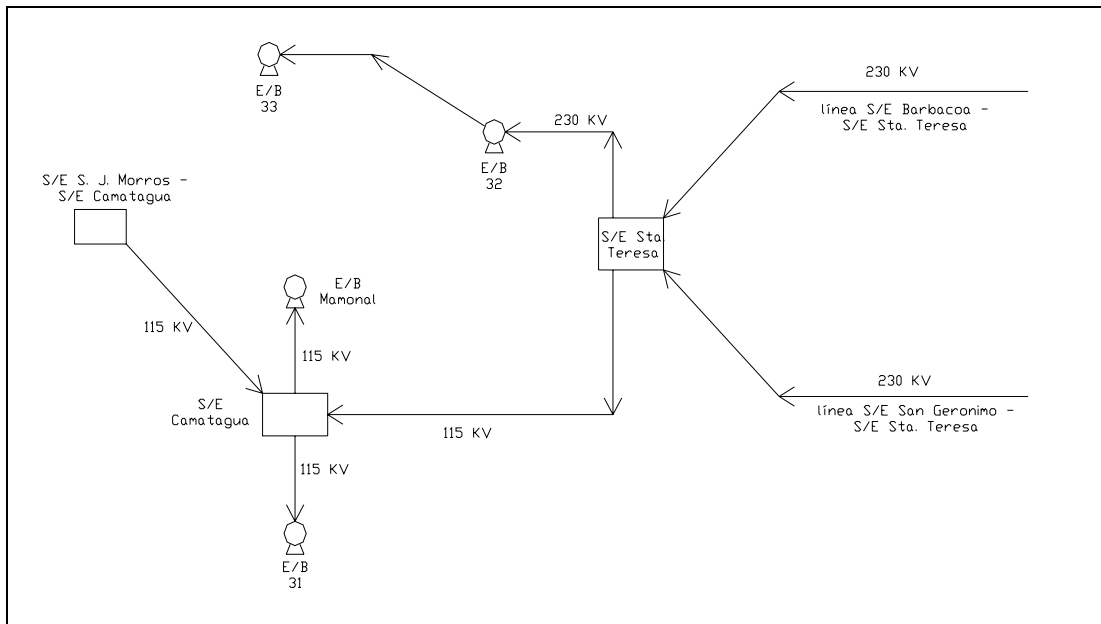 E/B
33
230 KV
E/B
32
230 KV
línea S/E Barbacoa -
S/E Sta. Teresa
S/E S. J. Morros -
S/E Camatagua
S/E Sta.
Teresa
E/B
Mamonal
115 KV
115 KV
S/E
Camatagua
115 KV
230 KV
línea S/E San Geronimo -
S/E Sta. Teresa
115 KV
E/B
31